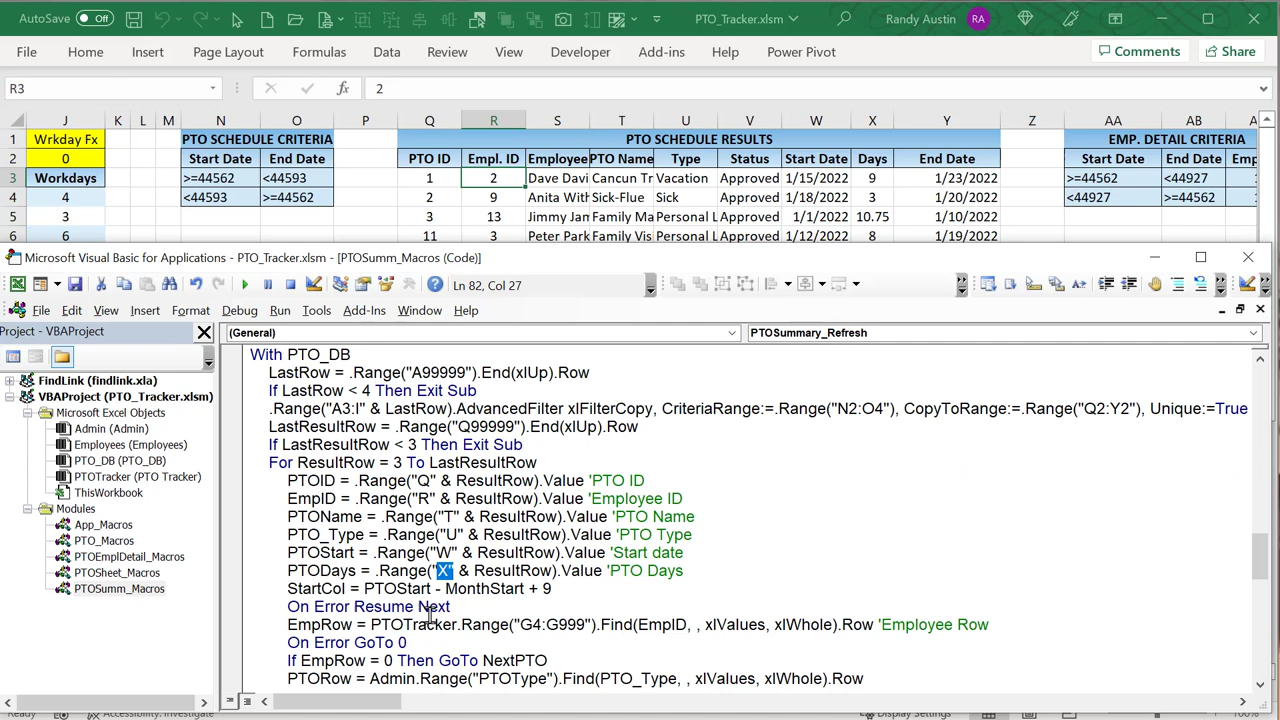 AutoSave Off PTO_Tracker.xlsm Randy Austin RA
File Home Insert Page Layout Formulas Data Review View Developer Add-ins Help Power Pivot Comments Share
R3 fx 2
J K L M N O P Q R S T U V W X Y Z AA AB A
1 Wrkday Fx PTO SCHEDULE CRITERIA PTO SCHEDULE RESULTS EMP. DETAIL CRITERIA
2 0 Start Date End Date PTO ID Empl. ID Employee PTO Name Type Status Start Date Days End Date Start Date End Date Emp
3 Workdays >=44562 <44593 1 2 Dave Davi Cancun Tr Vacation Approved 1/15/2022 9 1/23/2022 >=44562 <44927
4 4 <44593 >=44562 2 9 Anita With Sick-Flue Sick Approved 1/18/2022 3 1/20/2022 <44927 >=44562
5 3 3 13 Jimmy Jan Family Ma Personal L Approved 1/1/2022 10.75 1/10/2022
6 6 11 3 Peter Park Family Vis Personal L Approved 1/12/2022 8 1/19/2022
Microsoft Visual Basic for Applications - PTO_Tracker.xlsm - [PTOSumm_Macros (Code)]
Ln 82, Col 27
File Edit View Insert Format Debug Run Tools Add-Ins Window Help
Project - VBAProject
(General) PTOSummary_Refresh
FindLink (findlink.xla)
VBAProject (PTO_Tracker.xlsm)
Microsoft Excel Objects
Admin (Admin)
Employees (Employees)
PTO_DB (PTO_DB)
PTOTracker (PTO Tracker)
ThisWorkbook
Modules
App_Macros
PTO_Macros
PTOEmplDetail_Macros
PTOSheet_Macros
PTOSumm_Macros
With PTO_DB
LastRow = .Range("A99999").End(xlUp).Row
If LastRow < 4 Then Exit Sub
.Range("A3:I" & LastRow).AdvancedFilter xlFilterCopy, CriteriaRange:=.Range("N2:O4"), CopyToRange:=.Range("Q2:Y2"), Unique:=True
LastResultRow = .Range("Q99999").End(xlUp).Row
If LastResultRow < 3 Then Exit Sub
For ResultRow = 3 To LastResultRow
PTOID = .Range("Q" & ResultRow).Value 'PTO ID
EmpID = .Range("R" & ResultRow).Value 'Employee ID
PTOName = .Range("T" & ResultRow).Value 'PTO Name
PTO_Type = .Range("U" & ResultRow).Value 'PTO Type
PTOStart = .Range("W" & ResultRow).Value 'Start date
PTODays = .Range("X" & ResultRow).Value 'PTO Days
StartCol = PTOStart - MonthStart + 9
On Error Resume Next
EmpRow = PTOTracker.Range("G4:G999").Find(EmpID, , xlValues, xlWhole).Row 'Employee Row
On Error GoTo 0
If EmpRow = 0 Then GoTo NextPTO
PTORow = Admin.Range("PTOType").Find(PTO_Type, , xlValues, xlWhole).Row
Ready Accessibility: Investigate Display Settings 100%